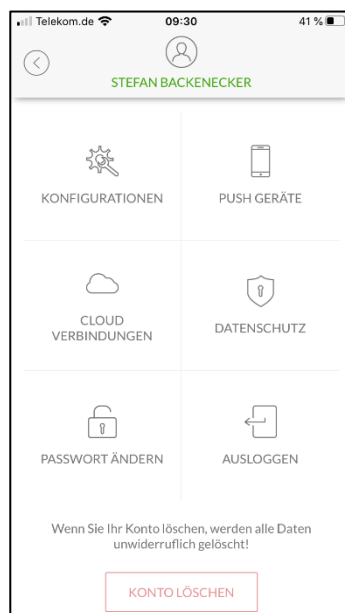 Telekom.de 09:30 41 %
STEFAN BACKENECKER
KONFIGURATIONEN PUSH GERÄTE
CLOUD
VERBINDUNGEN
DATENSCHUTZ
PASSWORT ÄNDERN AUSLOGGEN
Wenn Sie Ihr Konto löschen, werden alle Daten
unwiderruflich gelöscht!
KONTO LÖSCHEN